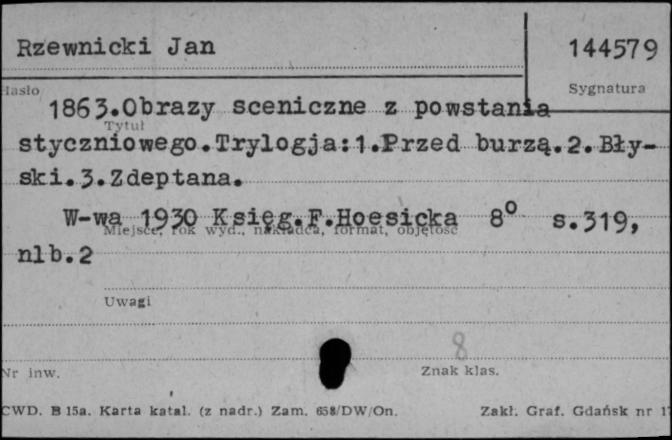 Rzewnicki Jan 144579
Hasło Sygnatura
1863.Obrazy sceniczne z powstania
Tytuł
styczniowego.Trylogja:1.Przed burzą.2.Bły-
ski.3.Zdeptana.
W-wa 1930 Księg.F.Hoesicka 8° s.319,
Miejsce, rok wyd., nakładca, format, objętość
nlb.2
Uwagi
8
Nr inw. Znak klas.
CWD. B 15a. Karta katal. (z nadr.) Zam. 658/DW/On. Zakł. Graf. Gdańsk nr